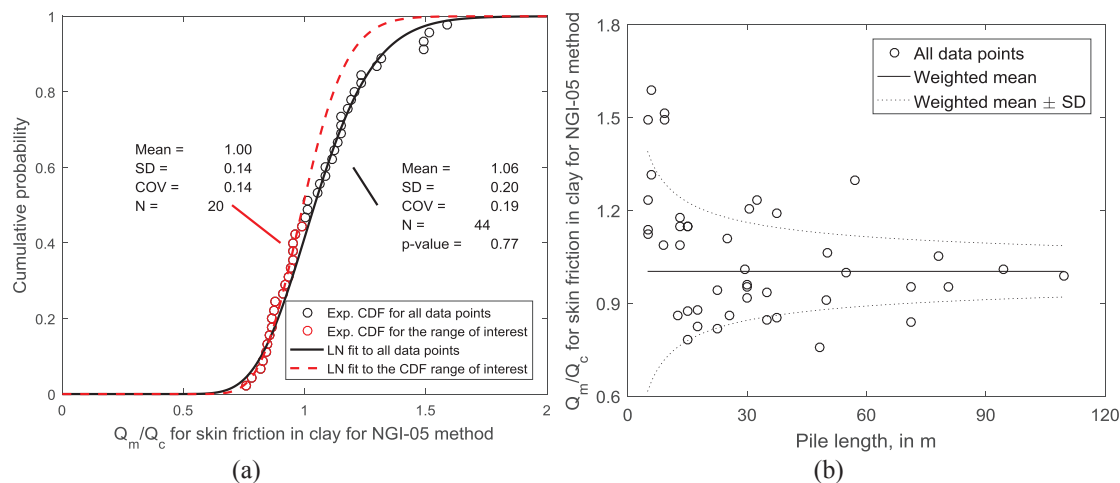 Cumulative probability
1
0.8
0.6
0.4
0.2
0
Mean = 1.00
SD = 0.14
COV = 0.14
N = 20
Mean = 1.06
SD = 0.20
COV = 0.19
N = 44
p-value = 0.77
Exp. CDF for all data points
Exp. CDF for the range of interest
LN fit to all data points
LN fit to the CDF range of interest
0 0.5 1 1.5 2
Q_m/Q_c for skin friction in clay for NGI-05 method
(a)
Q_m/Q_c for skin friction in clay for NGI-05 method
1.8
1.5
1.2
0.9
0.6
All data points
Weighted mean
Weighted mean ± SD
0 30 60 90 120
Pile length, in m
(b)